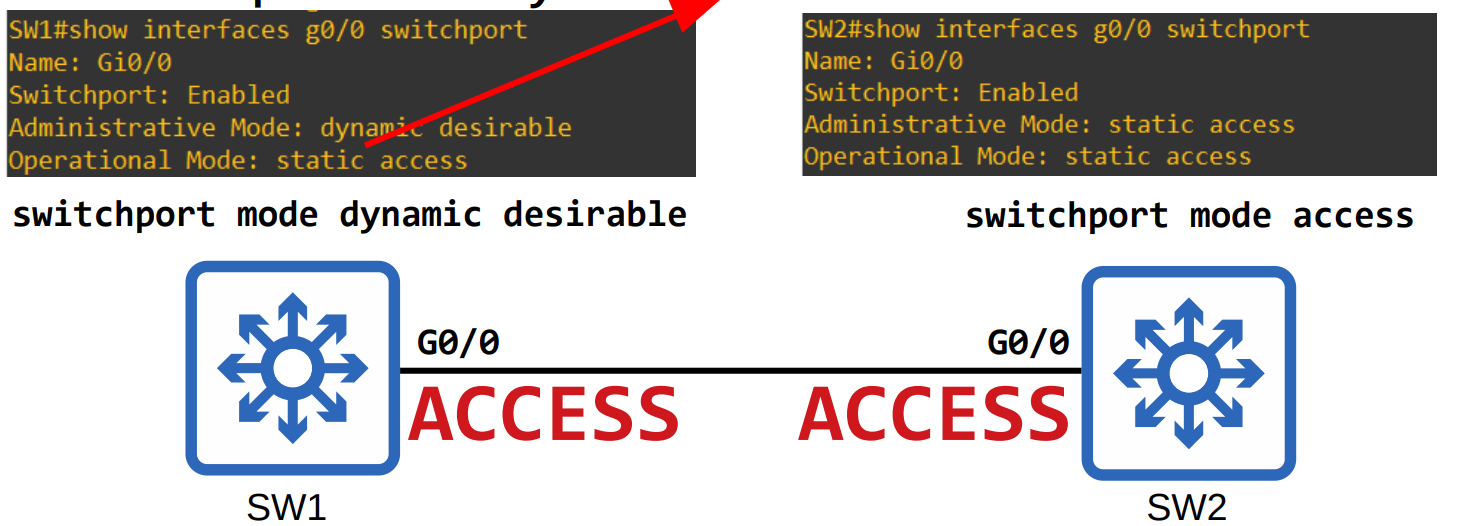 SW1#show interfaces g0/0 switchport
Name: Gi0/0
Switchport: Enabled
Administrative Mode: dynamic desirable
Operational Mode: static access
SW2#show interfaces g0/0 switchport
Name: Gi0/0
Switchport: Enabled
Administrative Mode: static access
Operational Mode: static access
switchport mode dynamic desirable
switchport mode access
G0/0
G0/0
ACCESS
ACCESS
SW1
SW2